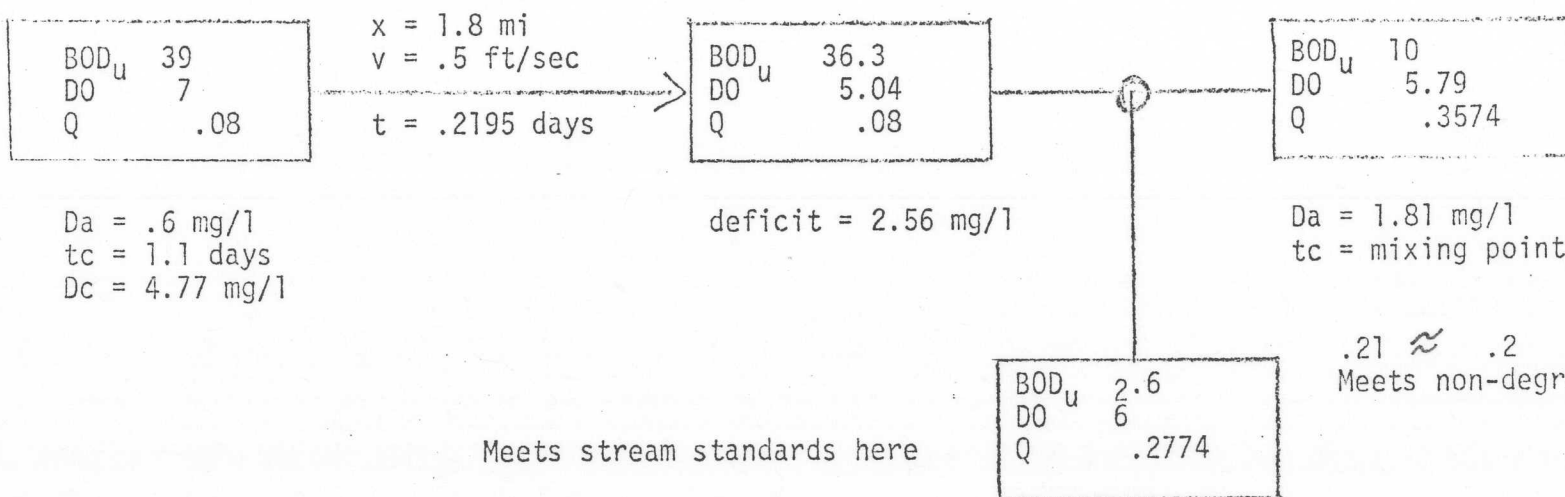 BODu 39
DO 7
Q .08
x = 1.8 mi
v = .5 ft/sec
t = .2195 days
BODu 36.3
DO 5.04
Q .08
BODu 10
DO 5.79
Q .3574
Da = .6 mg/l
tc = 1.1 days
Dc = 4.77 mg/l
deficit = 2.56 mg/l
Da = 1.81 mg/l
tc = mixing point
.21 ≈ .2
Meets non-degr
BODu 2.6
DO 6
Q .2774
Meets stream standards here